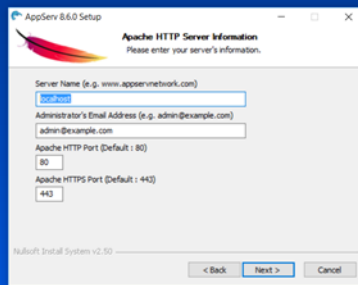 AppServ 8.6.0 Setup
Apache HTTP Server Information
Please enter your server's information.
Server Name (e.g. www.appservnetwork.com)
localhost
Administrator's Email Address (e.g. admin@example.com)
admin@example.com
Apache HTTP Port (Default : 80)
80
Apache HTTPS Port (Default : 443)
443
Nullsoft Install System v2.50
< Back Next > Cancel